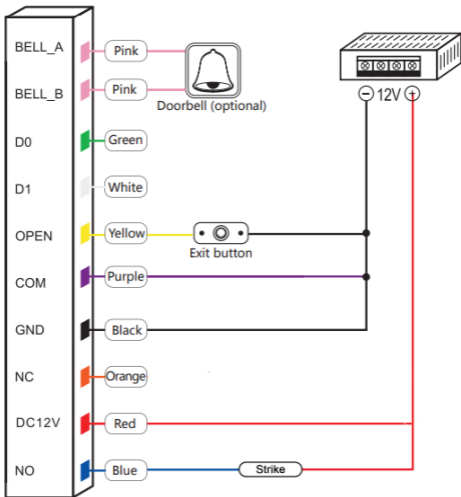 BELL_A
Pink
BELL_B
Pink
Doorbell (optional)
− 12V +
D0
Green
D1
White
OPEN
Yellow
Exit button
COM
Purple
GND
Black
NC
Orange
DC12V
Red
NO
Blue
Strike